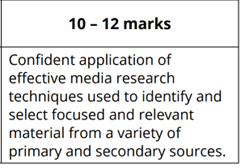 10 – 12 marks
Confident application of
effective media research
techniques used to identify and
select focused and relevant
material from a variety of
primary and secondary sources.